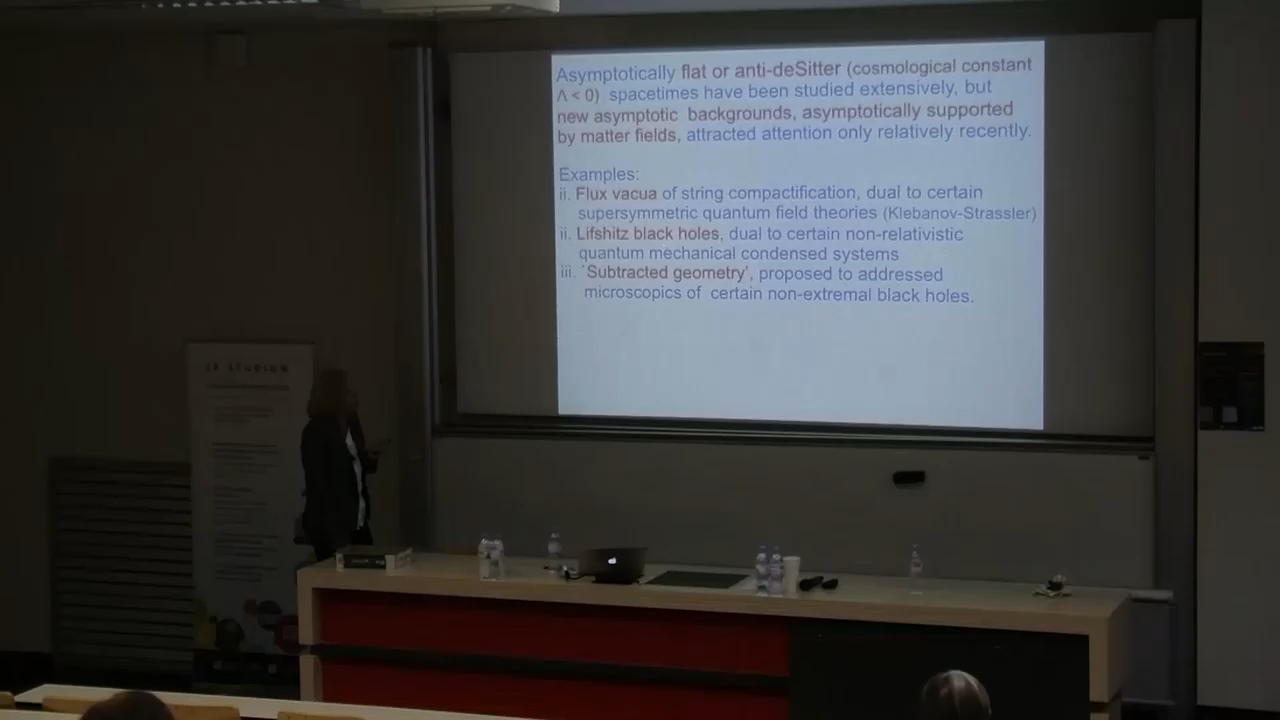 Asymptotically flat or anti-deSitter (cosmological constant
Λ < 0) spacetimes have been studied extensively, but
new asymptotic backgrounds, asymptotically supported
by matter fields, attracted attention only relatively recently.
Examples:
ii. Flux vacua of string compactification, dual to certain
supersymmetric quantum field theories (Klebanov-Strassler)
ii. Lifshitz black holes, dual to certain non-relativistic
quantum mechanical condensed systems
iii. `Subtracted geometry', proposed to addressed
microscopics of certain non-extremal black holes.
LE STUDIUM